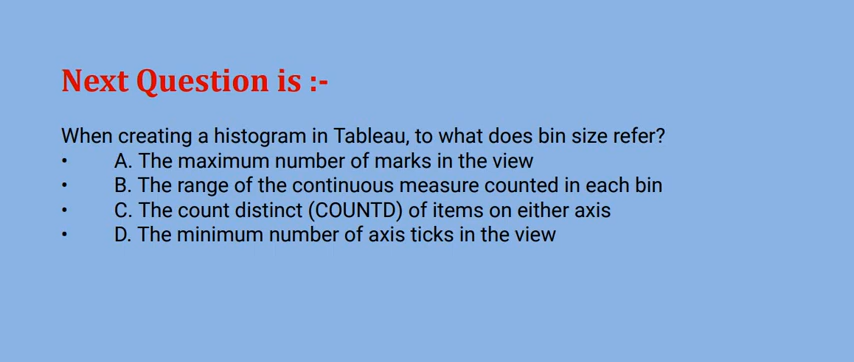 Next Question is :-
When creating a histogram in Tableau, to what does bin size refer?
• A. The maximum number of marks in the view
• B. The range of the continuous measure counted in each bin
• C. The count distinct (COUNTD) of items on either axis
• D. The minimum number of axis ticks in the view